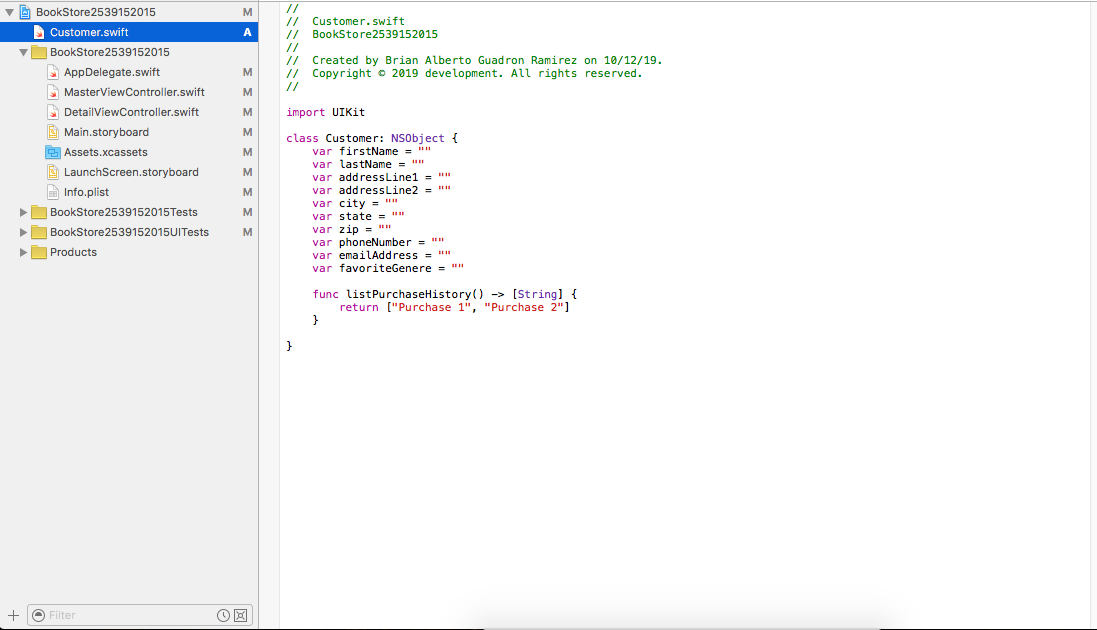 BookStore2539152015 M
Customer.swift A
BookStore2539152015
AppDelegate.swift M
MasterViewController.swift M
DetailViewController.swift M
Main.storyboard M
Assets.xcassets M
LaunchScreen.storyboard M
Info.plist M
BookStore2539152015Tests M
BookStore2539152015UITests M
Products
Filter
//
//  Customer.swift
//  BookStore2539152015
//
//  Created by Brian Alberto Guadron Ramirez on 10/12/19.
//  Copyright © 2019 development. All rights reserved.
//
import UIKit
class Customer: NSObject {
    var firstName = ""
    var lastName = ""
    var addressLine1 = ""
    var addressLine2 = ""
    var city = ""
    var state = ""
    var zip = ""
    var phoneNumber = ""
    var emailAddress = ""
    var favoriteGenere = ""
    func listPurchaseHistory() -> [String] {
        return ["Purchase 1", "Purchase 2"]
    }
}